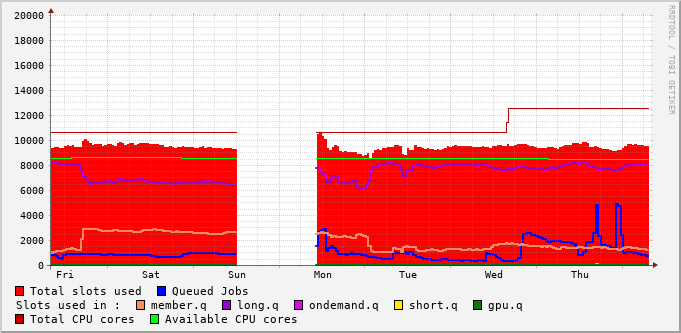 20000
18000
16000
14000
12000
10000
8000
6000
4000
2000
0
Fri Sat Sun Mon Tue Wed Thu
Total slots used Queued Jobs
Slots used in : member.q long.q ondemand.q short.q gpu.q
Total CPU cores Available CPU cores
RRDTOOL / TOBI OETIKER